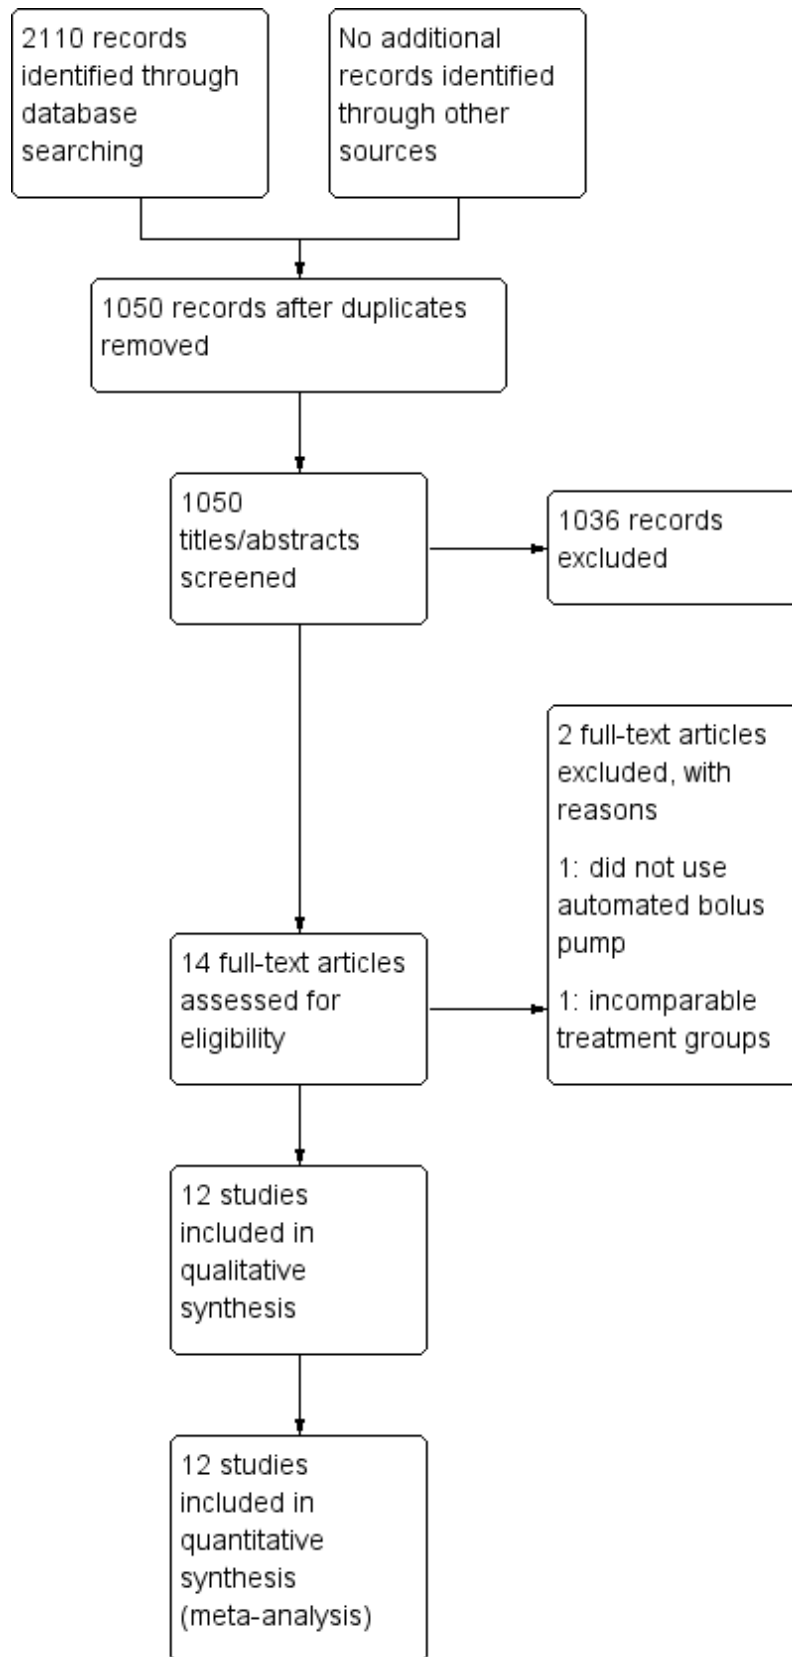 2110 records
identified through
database
searching
No additional
records identified
through other
sources
1050 records after duplicates
removed
1050
titles/abstracts
screened
1036 records
excluded
2 full-text articles
excluded, with
reasons
1: did not use
automated bolus
pump
1: incomparable
treatment groups
14 full-text articles
assessed for
eligibility
12 studies
included in
qualitative
synthesis
12 studies
included in
quantitative
synthesis
(meta-analysis)